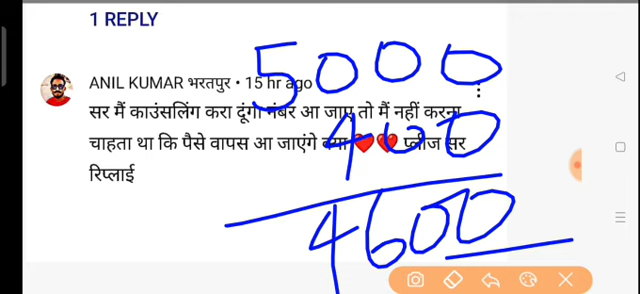 1 REPLY
5000
ANIL KUMAR भरतपुर • 15 hr ago
सर मैं काउंसलिंग करा दूंगा नंबर आ जाए तो मैं नहीं करना
400
चाहता था कि पैसे वापस आ जाएंगे क्या ❤️💔 प्लीज सर
रिप्लाई
4600